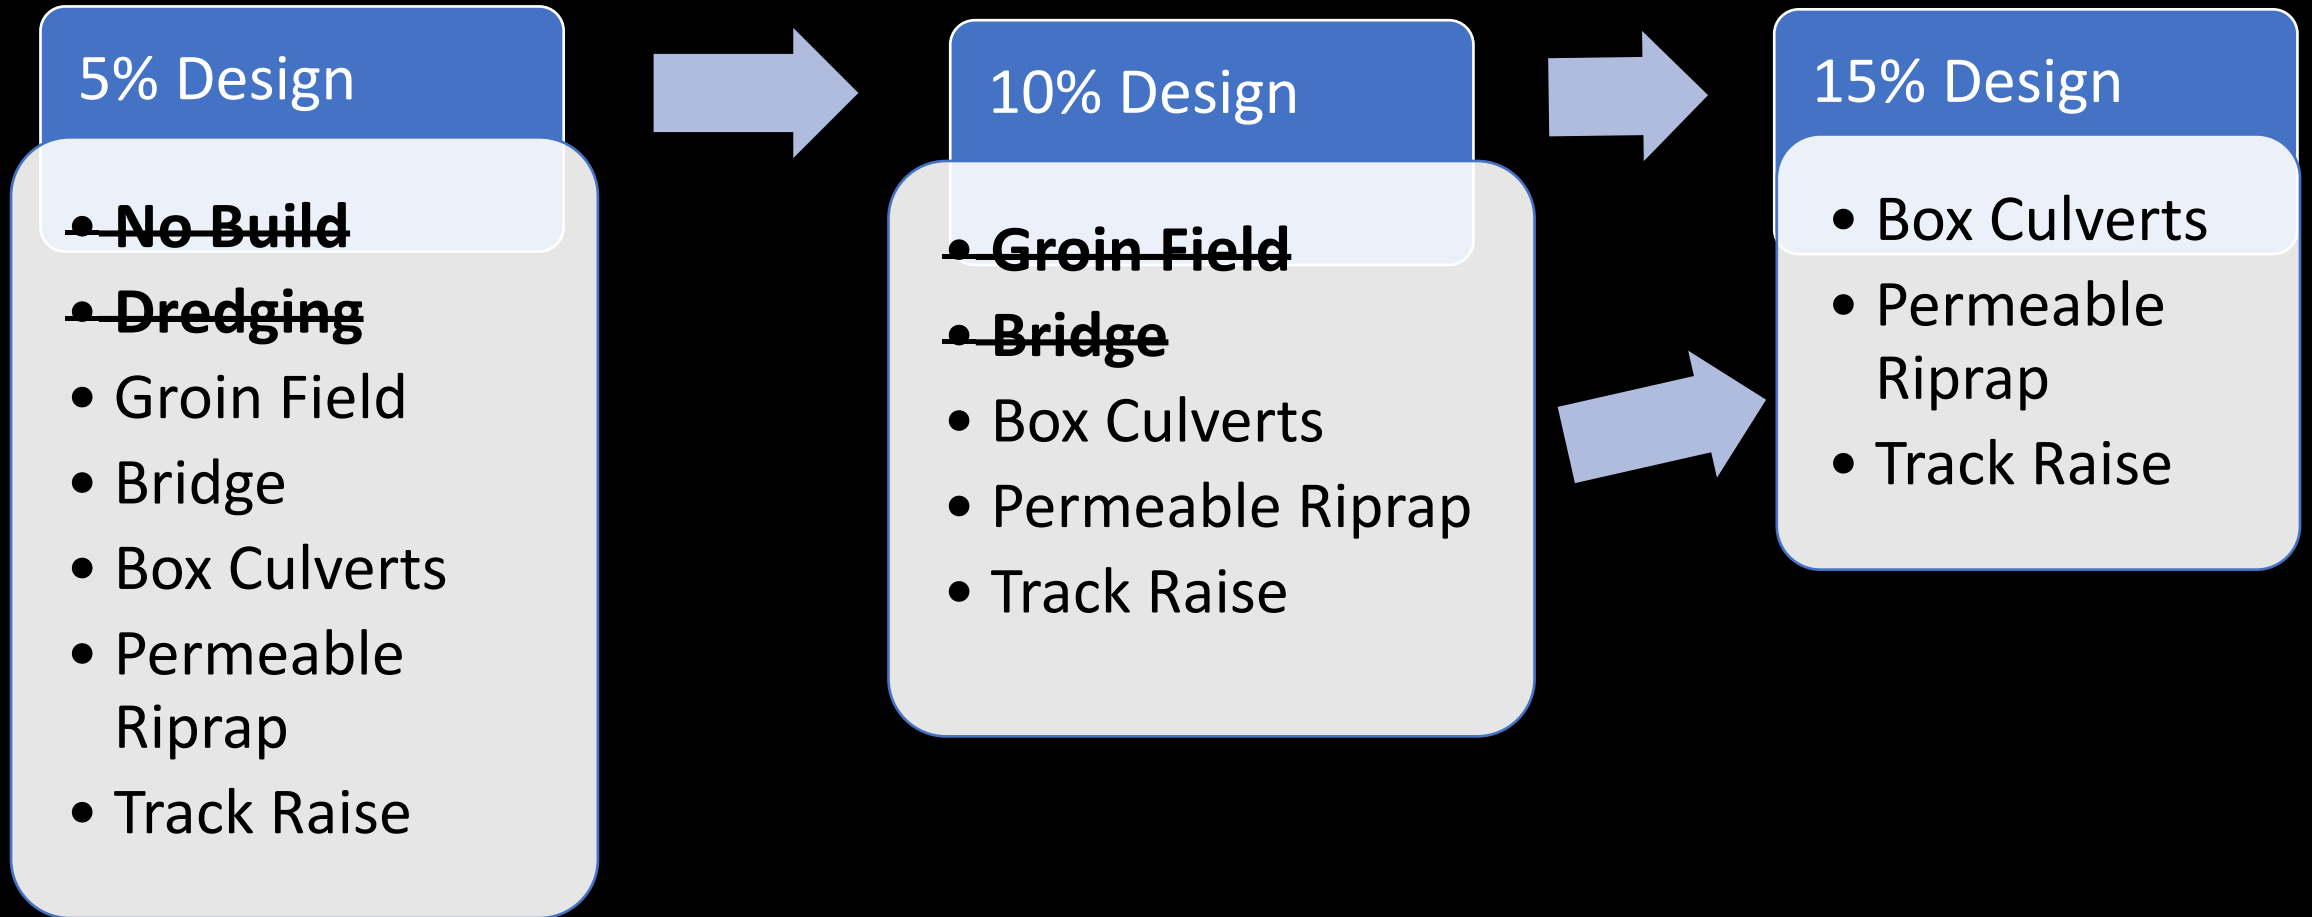 5% Design
• No Build
• Dredging
• Groin Field
• Bridge
• Box Culverts
• Permeable
Riprap
• Track Raise
10% Design
• Groin Field
• Bridge
• Box Culverts
• Permeable Riprap
• Track Raise
15% Design
• Box Culverts
• Permeable
Riprap
• Track Raise